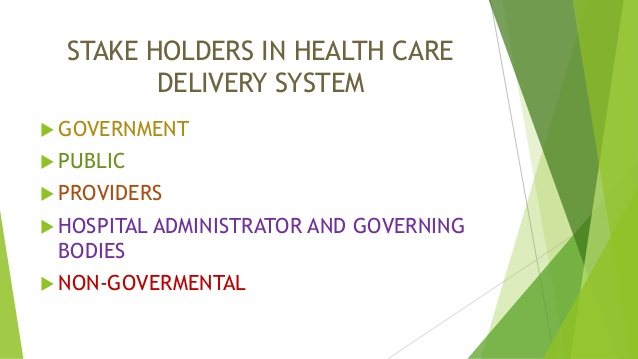 STAKE HOLDERS IN HEALTH CARE
DELIVERY SYSTEM
GOVERNMENT
PUBLIC
PROVIDERS
HOSPITAL ADMINISTRATOR AND GOVERNING
BODIES
NON-GOVERMENTAL